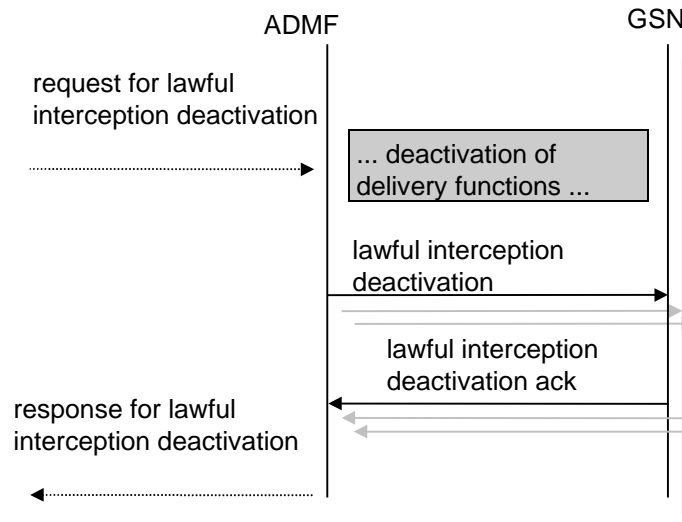 ADMF
GSN
request for lawful
interception deactivation
... deactivation of
delivery functions ...
lawful interception
deactivation
lawful interception
deactivation ack
response for lawful
interception deactivation